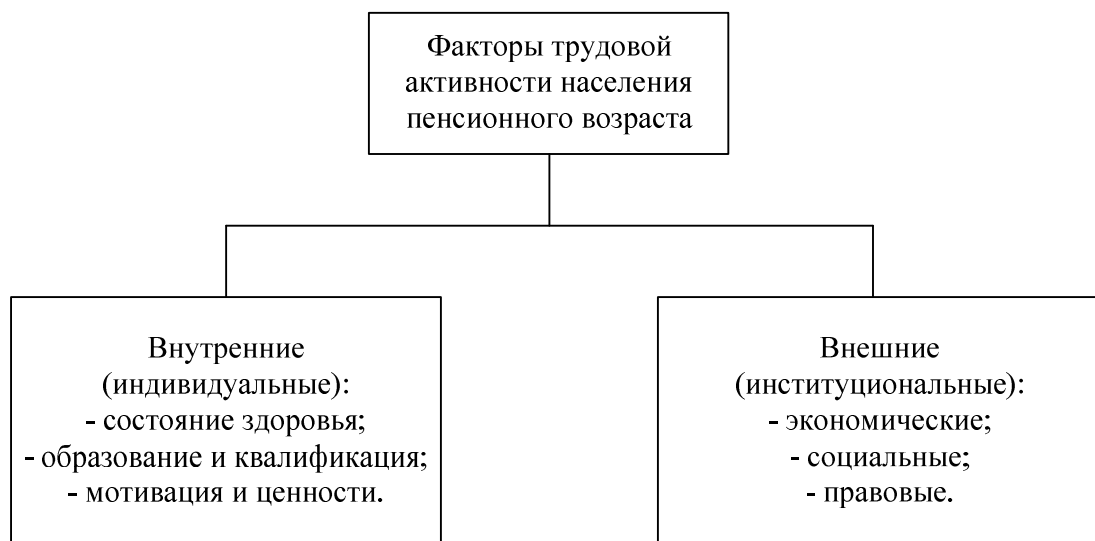 Факторы трудовой
активности населения
пенсионного возраста
Внутренние
(индивидуальные):
- состояние здоровья;
- образование и квалификация;
- мотивация и ценности.
Внешние
(институциональные):
- экономические;
- социальные;
- правовые.